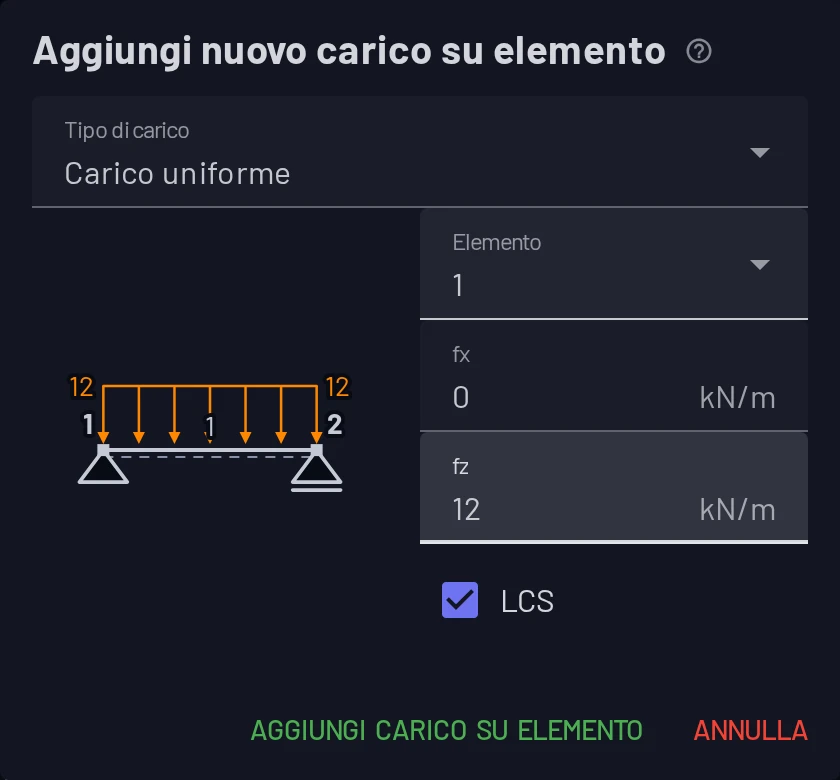 Aggiungi nuovo carico su elemento ?
Tipo di carico
Carico uniforme
Elemento
1
fx
0 kN/m
fz
12 kN/m
LCS
12 12
1 1 2
AGGIUNGI CARICO SU ELEMENTO ANNULLA